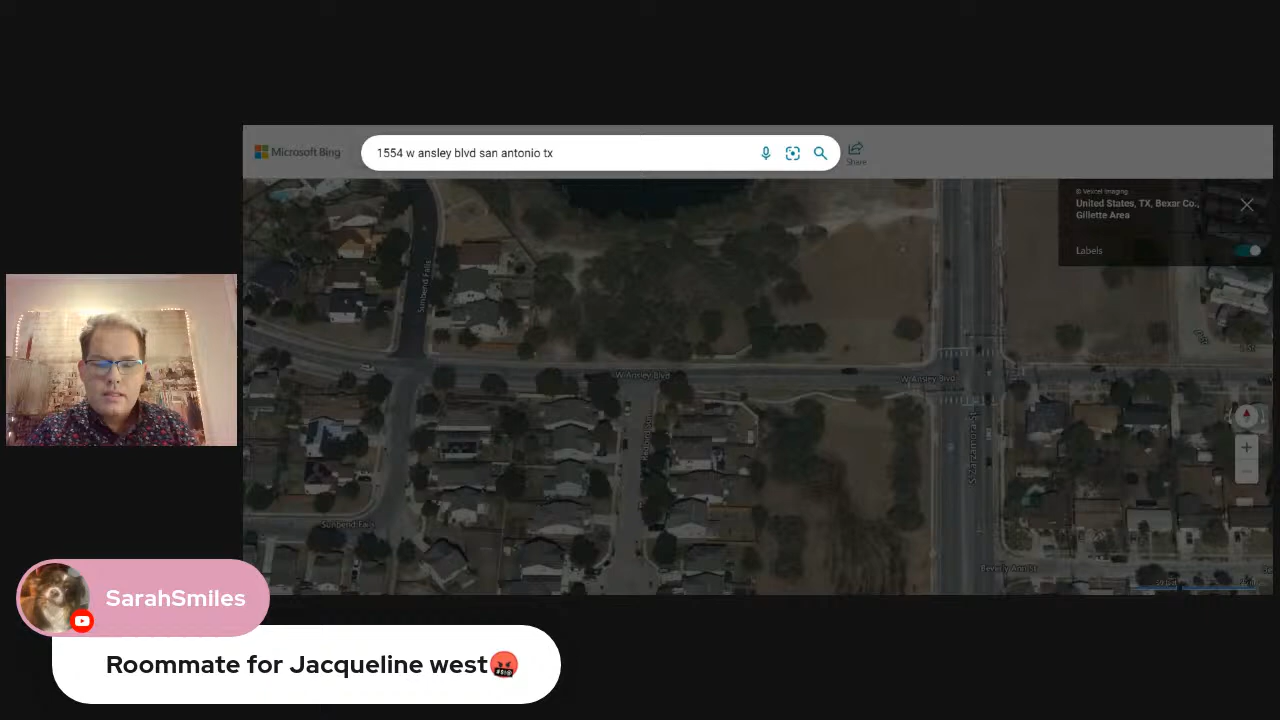 Microsoft Bing
1554 w ansley blvd san antonio tx
Share
© Vexcel Imaging
United States, TX, Bexar Co.,
Gillette Area
Labels
Sunbend Falls
W Ansley Blvd
W Ansley Blvd
S Zarzamora St
Sunbend Falls
Beverly Ann St
SarahSmiles
Roommate for Jacqueline west🤬